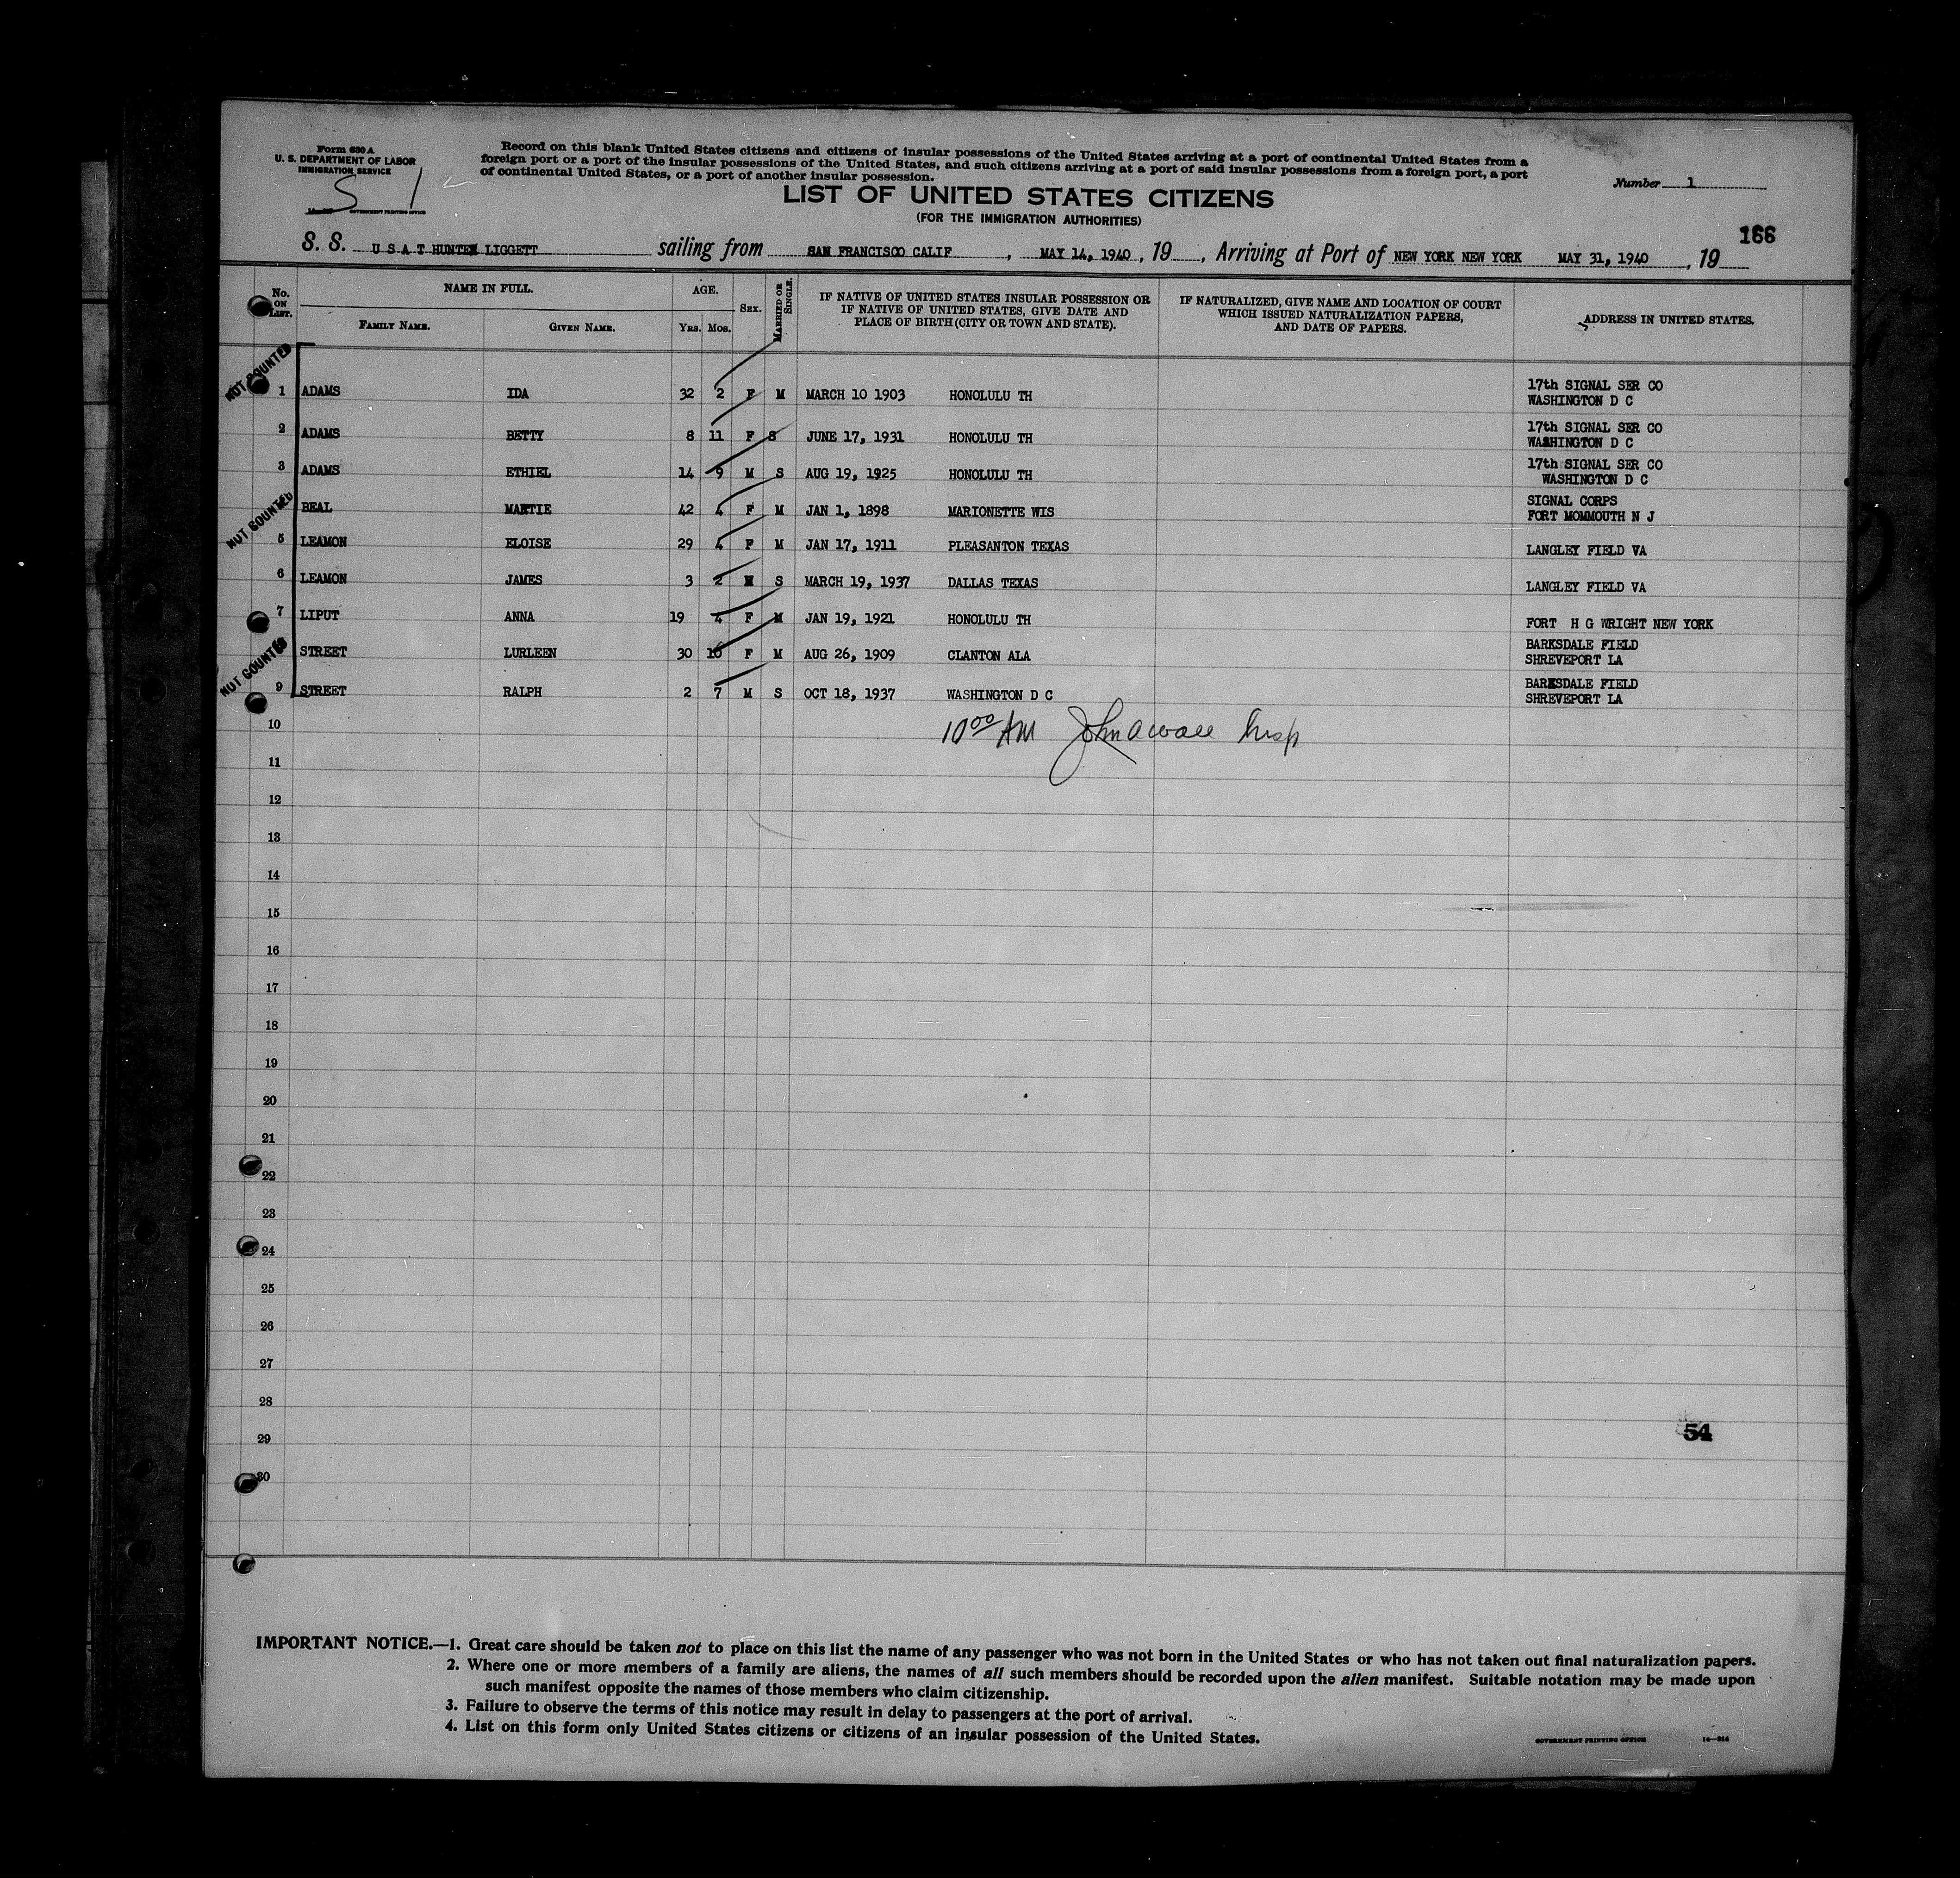 Form 630 A
U. S. DEPARTMENT OF LABOR
IMMIGRATION SERVICE
S 1
GOVERNMENT PRINTING OFFICE
Record on this blank United States citizens and citizens of insular possessions of the United States arriving at a port of continental United States from a
foreign port or a port of the insular possessions of the United States, and such citizens arriving at a port of said insular possessions from a foreign port, a port
of continental United States, or a port of another insular possession.
Number 1
LIST OF UNITED STATES CITIZENS
(FOR THE IMMIGRATION AUTHORITIES)
166
S. S. U S A T HUNTER LIGGETT sailing from SAN FRANCISCO CALIF , MAY 14, 1940 , 19 , Arriving at Port of NEW YORK NEW YORK MAY 31, 1940 , 19
No. ON LIST. NAME IN FULL. FAMILY NAME. GIVEN NAME. AGE. YRS. MOS. SEX. MARRIED OR SINGLE. IF NATIVE OF UNITED STATES INSULAR POSSESSION OR IF NATIVE OF UNITED STATES, GIVE DATE AND PLACE OF BIRTH (CITY OR TOWN AND STATE). IF NATURALIZED, GIVE NAME AND LOCATION OF COURT WHICH ISSUED NATURALIZATION PAPERS, AND DATE OF PAPERS. ADDRESS IN UNITED STATES.
NOT COUNTED
1 ADAMS IDA 32 2 F M MARCH 10 1903 HONOLULU TH 17th SIGNAL SER CO
WASHINGTON D C
2 ADAMS BETTY 8 11 F S JUNE 17, 1931 HONOLULU TH 17th SIGNAL SER CO
WASHINGTON D C
3 ADAMS ETHIEL 14 9 M S AUG 19, 1925 HONOLULU TH 17th SIGNAL SER CO
WASHINGTON D C
NOT COUNTED
BEAL MARTIE 42 4 F M JAN 1, 1898 MARIONETTE WIS SIGNAL CORPS
FORT MOMMOUTH N J
5 LEAMON ELOISE 29 4 F M JAN 17, 1911 PLEASANTON TEXAS LANGLEY FIELD VA
6 LEAMON JAMES 3 2 M S MARCH 19, 1937 DALLAS TEXAS LANGLEY FIELD VA
7 LIPUT ANNA 19 4 F M JAN 19, 1921 HONOLULU TH FORT H G WRIGHT NEW YORK
NOT COUNTED
STREET LURLEEN 30 10 F M AUG 26, 1909 CLANTON ALA BARKSDALE FIELD
SHREVEPORT LA
9 STREET RALPH 2 7 M S OCT 18, 1937 WASHINGTON D C BARKSDALE FIELD
SHREVEPORT LA
10 10 00 AM John Insp
11
12
13
14
15
16
17
18
19
20
21
22
23
24
25
26
27
28
54
29
30
IMPORTANT NOTICE.—1. Great care should be taken not to place on this list the name of any passenger who was not born in the United States or who has not taken out final naturalization papers.
2. Where one or more members of a family are aliens, the names of all such members should be recorded upon the alien manifest. Suitable notation may be made upon
such manifest opposite the names of those members who claim citizenship.
3. Failure to observe the terms of this notice may result in delay to passengers at the port of arrival.
4. List on this form only United States citizens or citizens of an insular possession of the United States.
GOVERNMENT PRINTING OFFICE